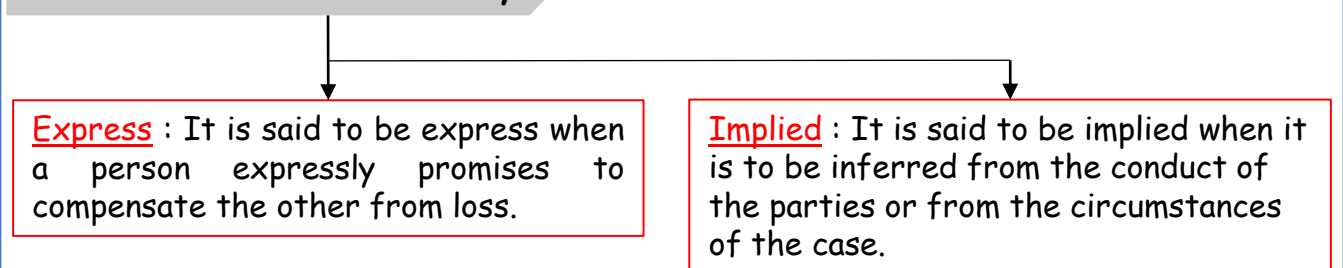 Express : It is said to be express when
a person expressly promises to
compensate the other from loss.
Implied : It is said to be implied when it
is to be inferred from the conduct of
the parties or from the circumstances
of the case.